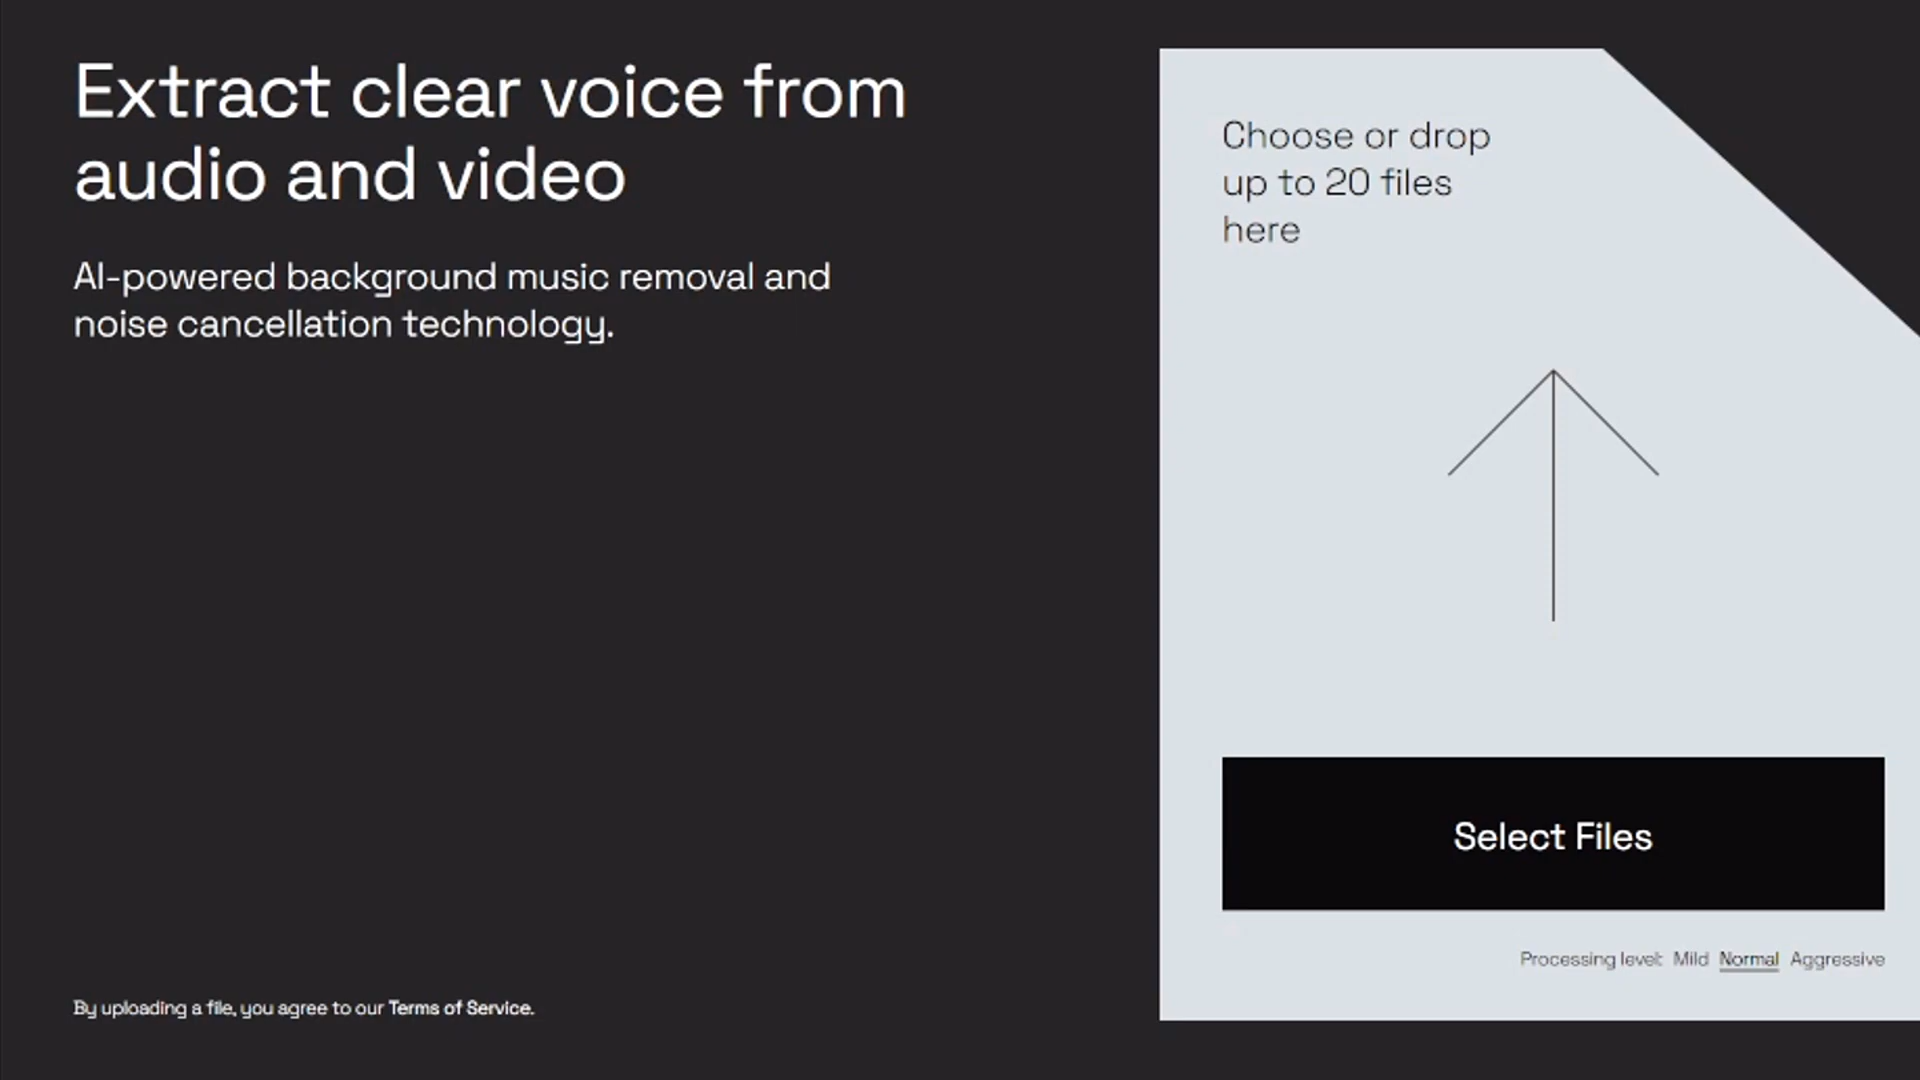 Extract clear voice from
audio and video
AI-powered background music removal and
noise cancellation technology.
By uploading a file, you agree to our Terms of Service.
Choose or drop
up to 20 files
here
Select Files
Processing level: Mild Normal Aggressive